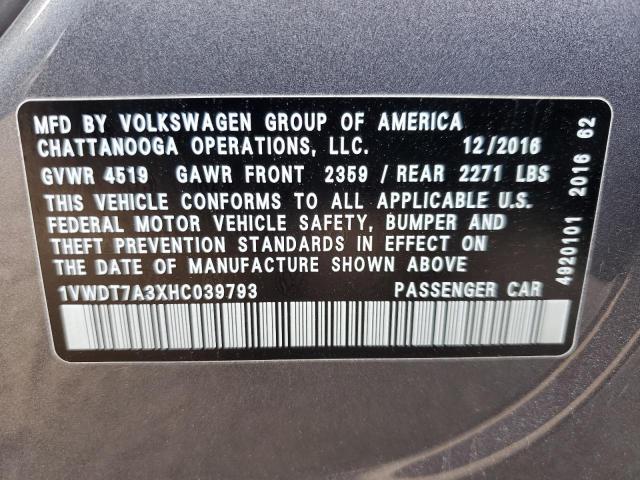 MFD BY VOLKSWAGEN GROUP OF AMERICA
CHATTANOOGA OPERATIONS, LLC. 12/2016
GVWR 4519 GAWR FRONT 2359 / REAR 2271 LBS
THIS VEHICLE CONFORMS TO ALL APPLICABLE U.S.
FEDERAL MOTOR VEHICLE SAFETY, BUMPER AND
THEFT PREVENTION STANDARDS IN EFFECT ON
THE DATE OF MANUFACTURE SHOWN ABOVE
1VWDT7A3XHC039793 PASSENGER CAR
4920101 2016 62